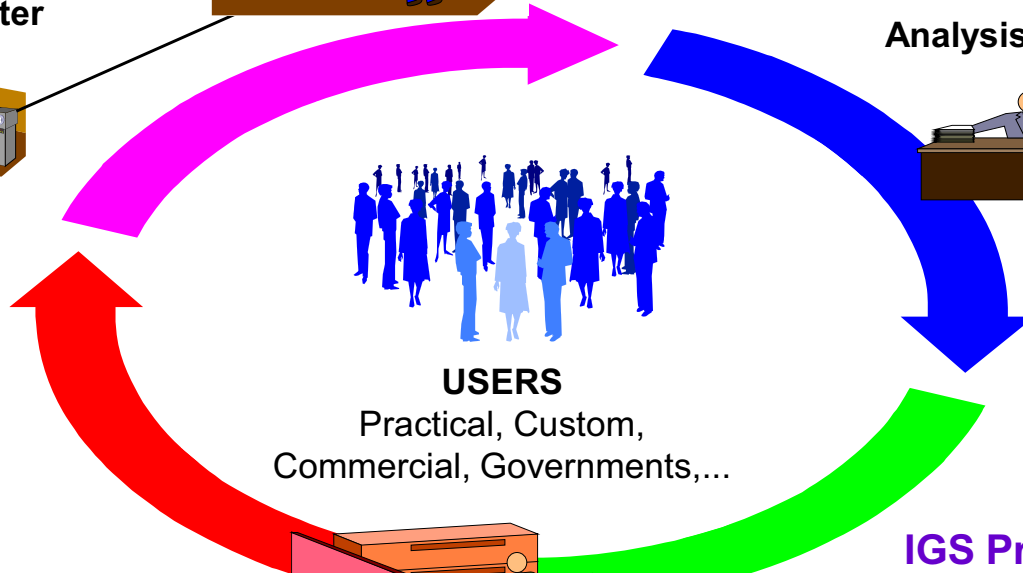 ter
Analysis
USERS
Practical, Custom,
Commercial, Governments,...
IGS Pr